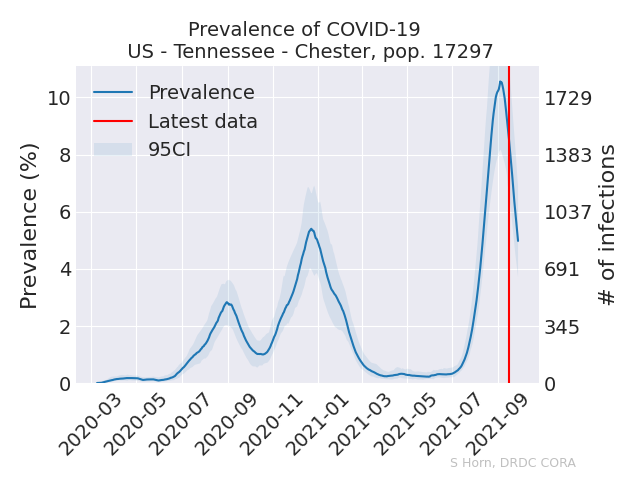 Prevalence of COVID-19
US - Tennessee - Chester, pop. 17297
Prevalence
Latest data
95CI
Prevalence (%)
10
8
6
4
2
0
1729
1383
1037
691
345
0
# of infections
2020-03
2020-05
2020-07
2020-09
2020-11
2021-01
2021-03
2021-05
2021-07
2021-09
S Horn, DRDC CORA